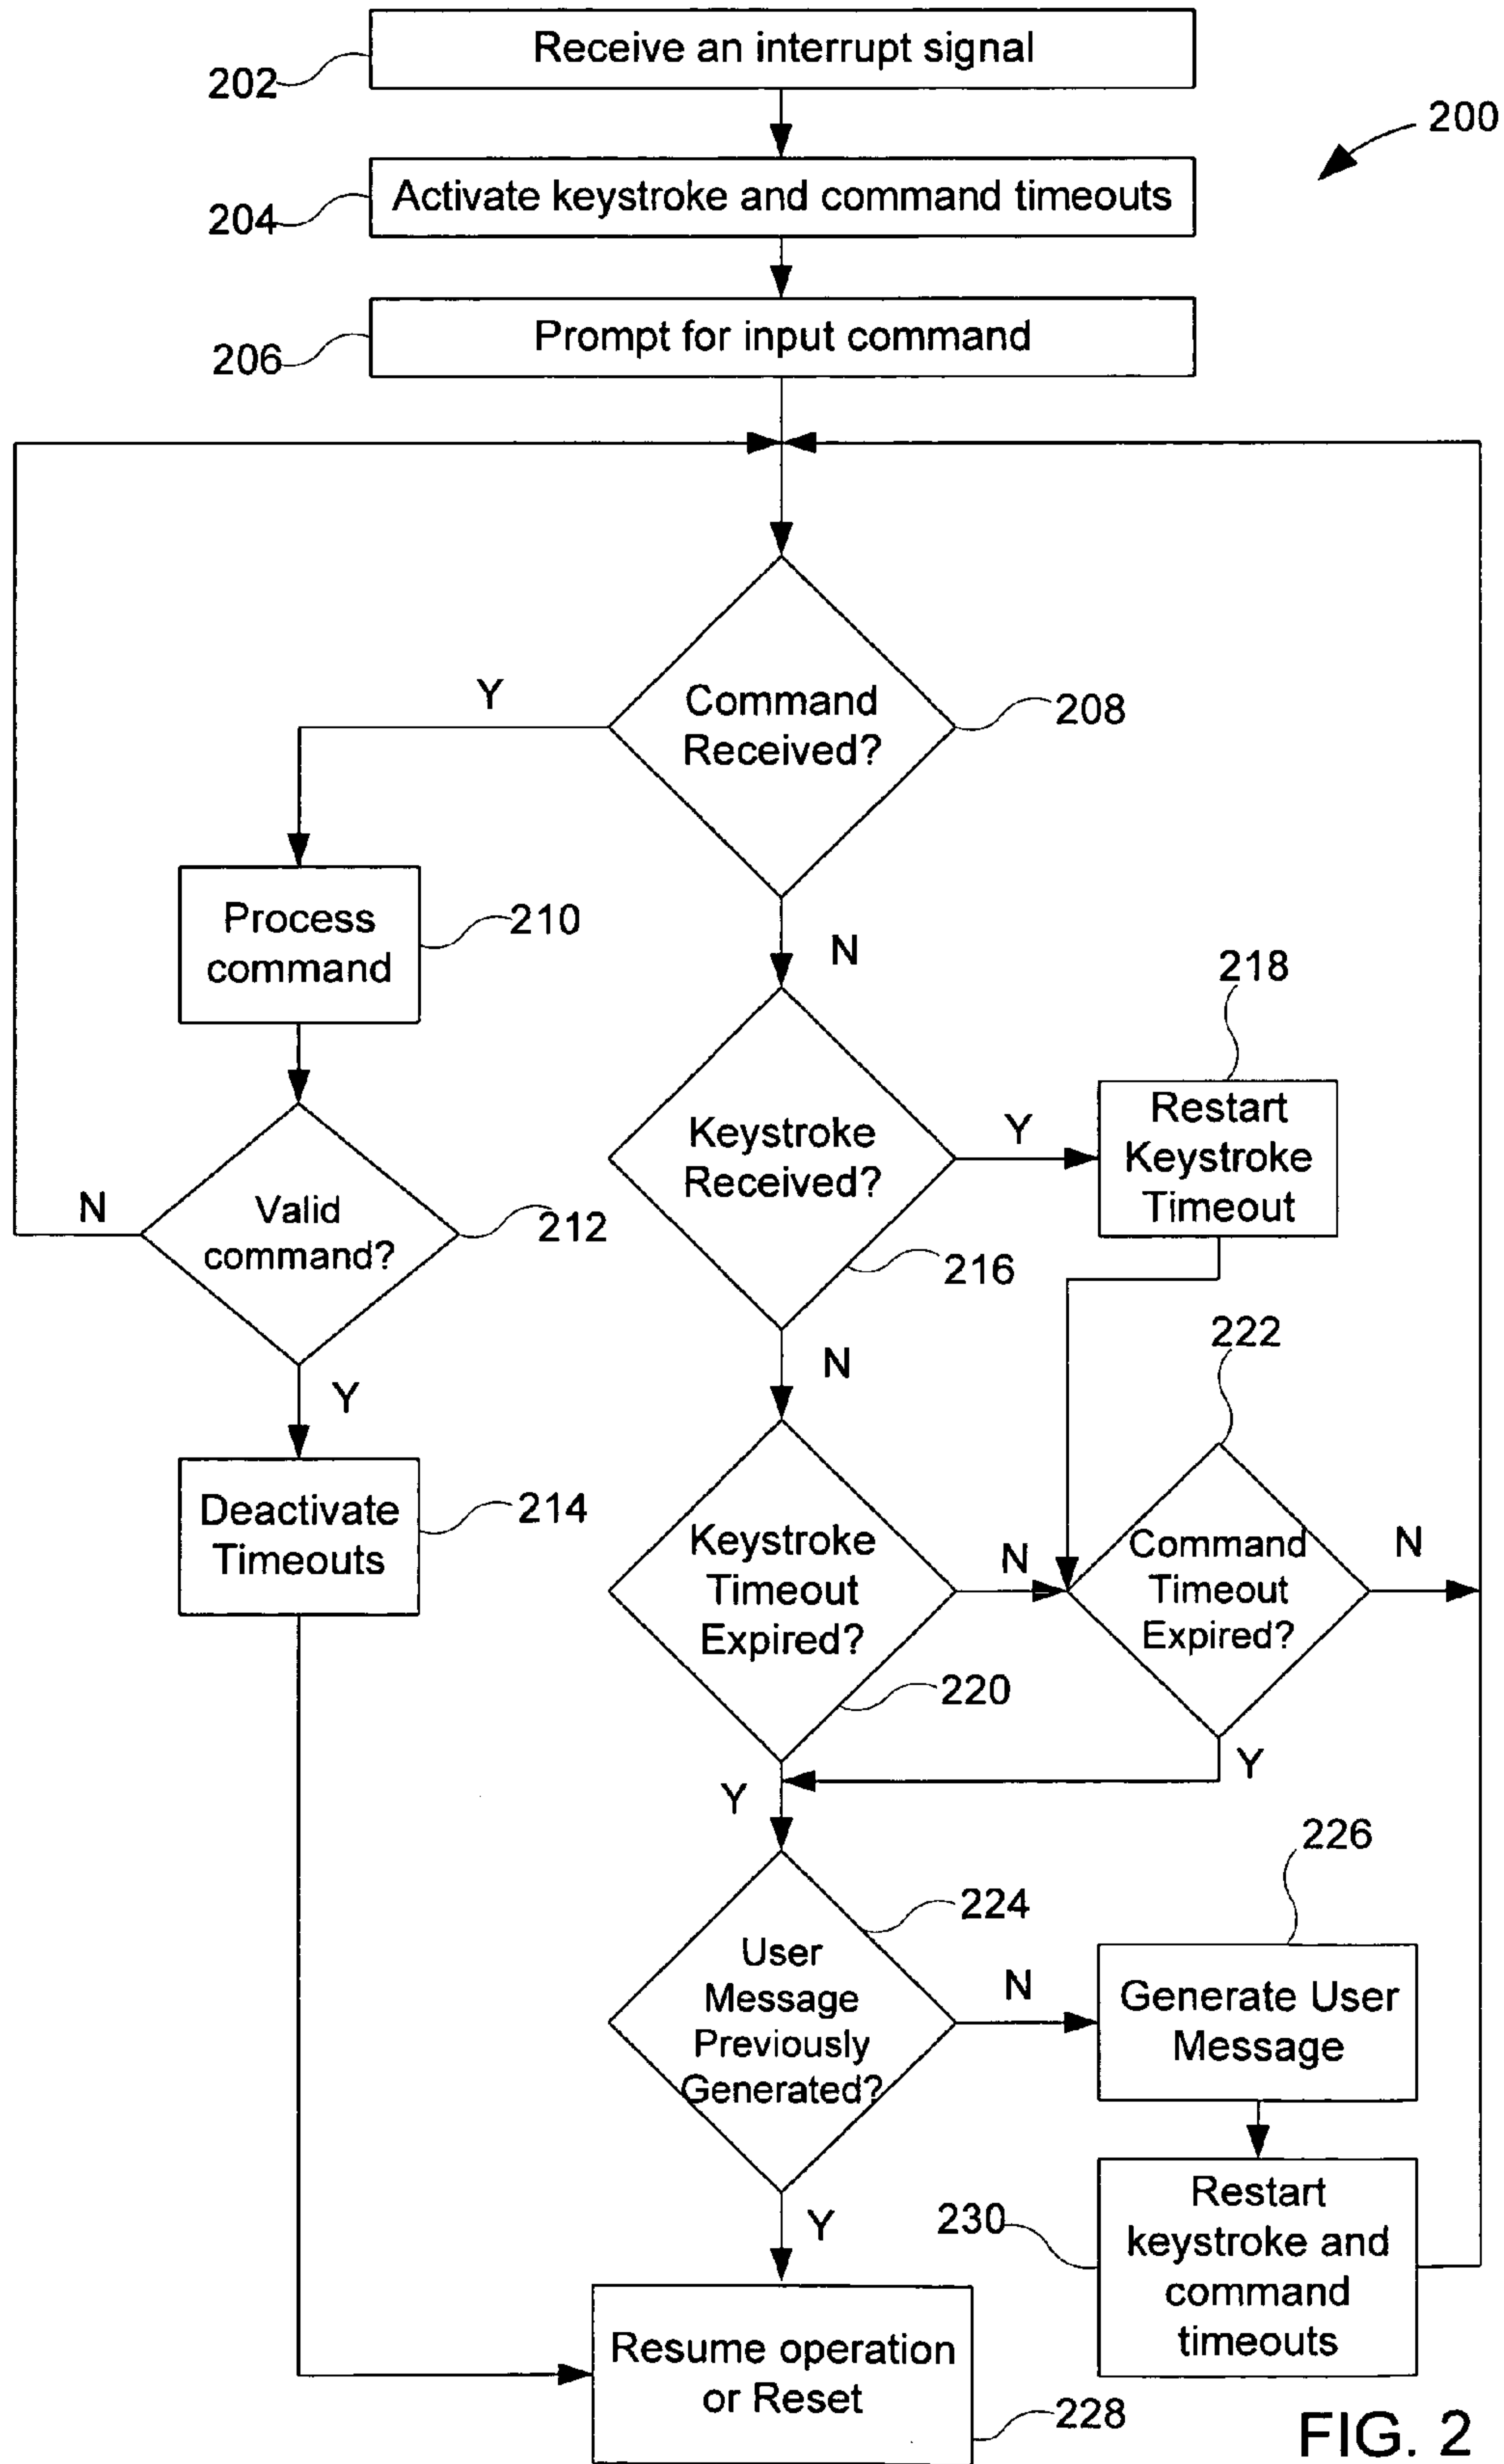 Receive an interrupt signal
202
200
Activate keystroke and command timeouts
204
Prompt for input command
206
Command
Received?
208
Y
N
Process
command
210
Valid
command?
212
N
Y
Deactivate
Timeouts
214
Keystroke
Received?
216
Y
N
218
Restart
Keystroke
Timeout
Keystroke
Timeout
Expired?
220
N
Y
222
Command
Timeout
Expired?
N
Y
User
Message
Previously
Generated?
224
N
Y
226
Generate User
Message
230
Restart
keystroke and
command
timeouts
Resume operation
or Reset
228
FIG. 2